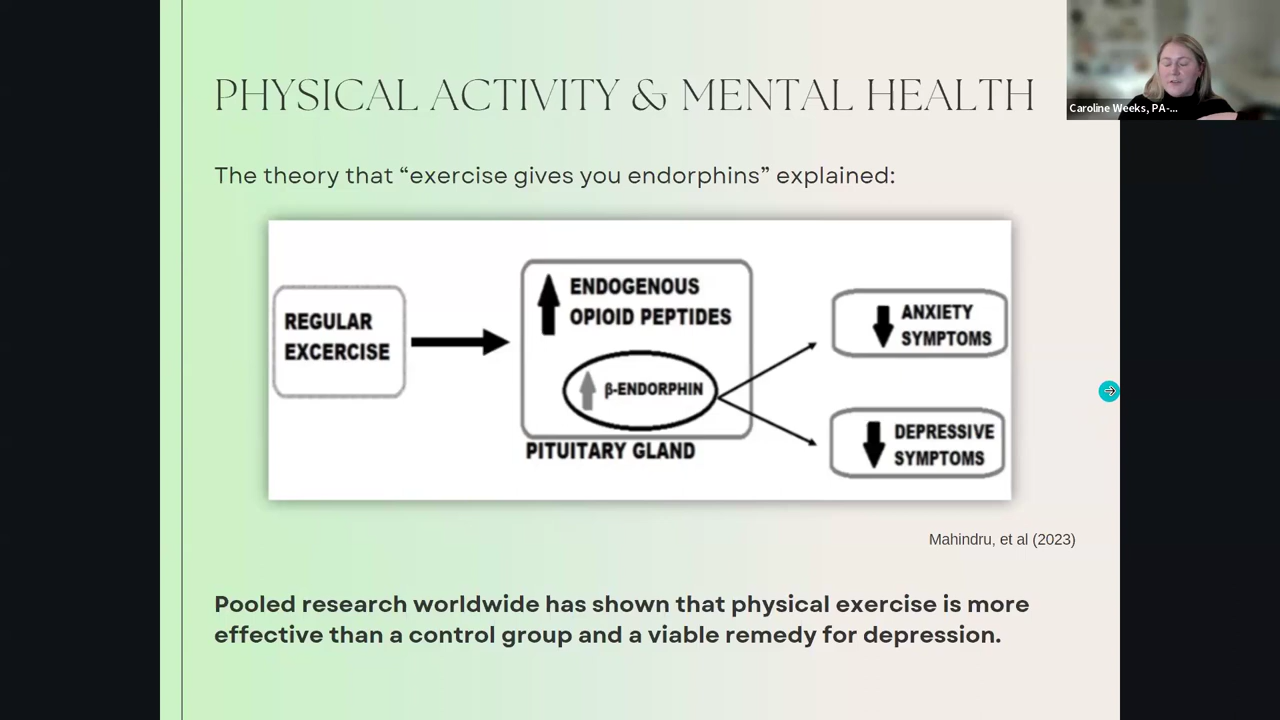 PHYSICAL ACTIVITY & MENTAL HEALTH
Caroline Weeks, PA-...
The theory that “exercise gives you endorphins” explained:
REGULAR
EXCERCISE
ENDOGENOUS
OPIOID PEPTIDES
β-ENDORPHIN
PITUITARY GLAND
ANXIETY
SYMPTOMS
DEPRESSIVE
SYMPTOMS
Mahindru, et al (2023)
Pooled research worldwide has shown that physical exercise is more
effective than a control group and a viable remedy for depression.